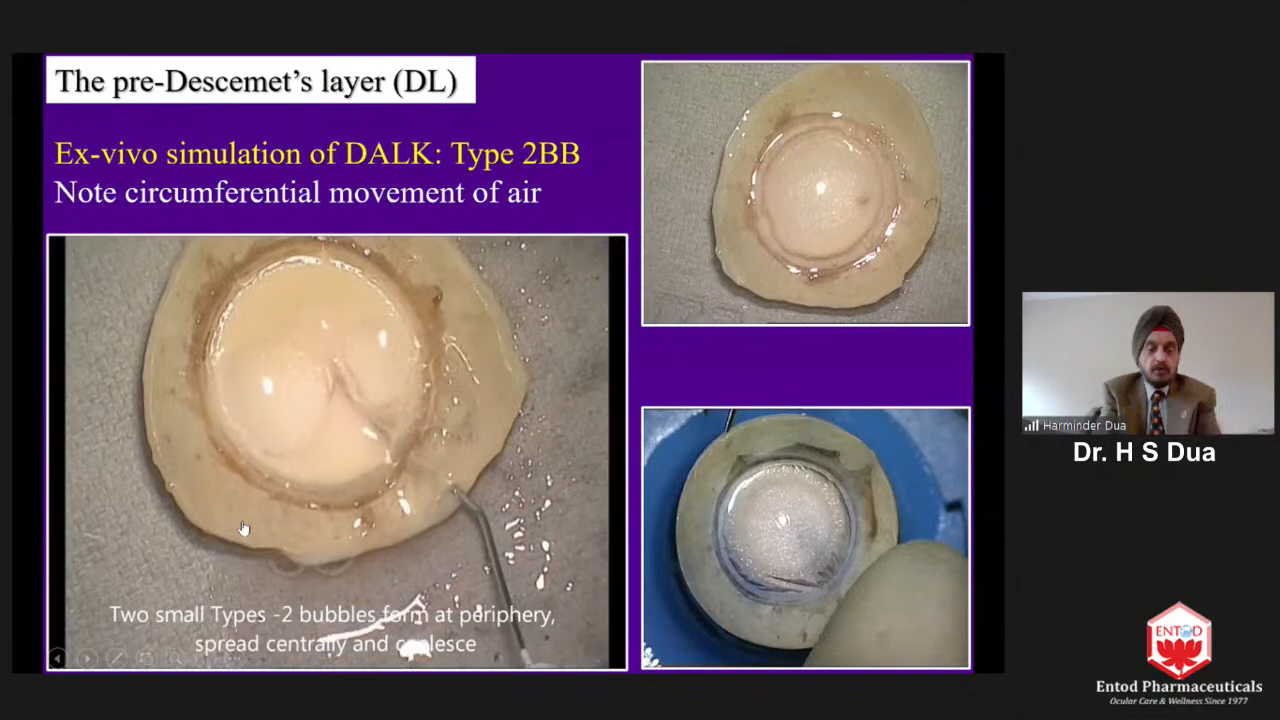 The pre-Descemet's layer (DL)
Ex-vivo simulation of DALK: Type 2BB
Note circumferential movement of air
Two small Types -2 bubbles form at periphery,
spread centrally and coalesce
Harminder Dua
Dr. H S Dua
ENTOD
Entod Pharmaceuticals
Ocular Care & Wellness Since 1977